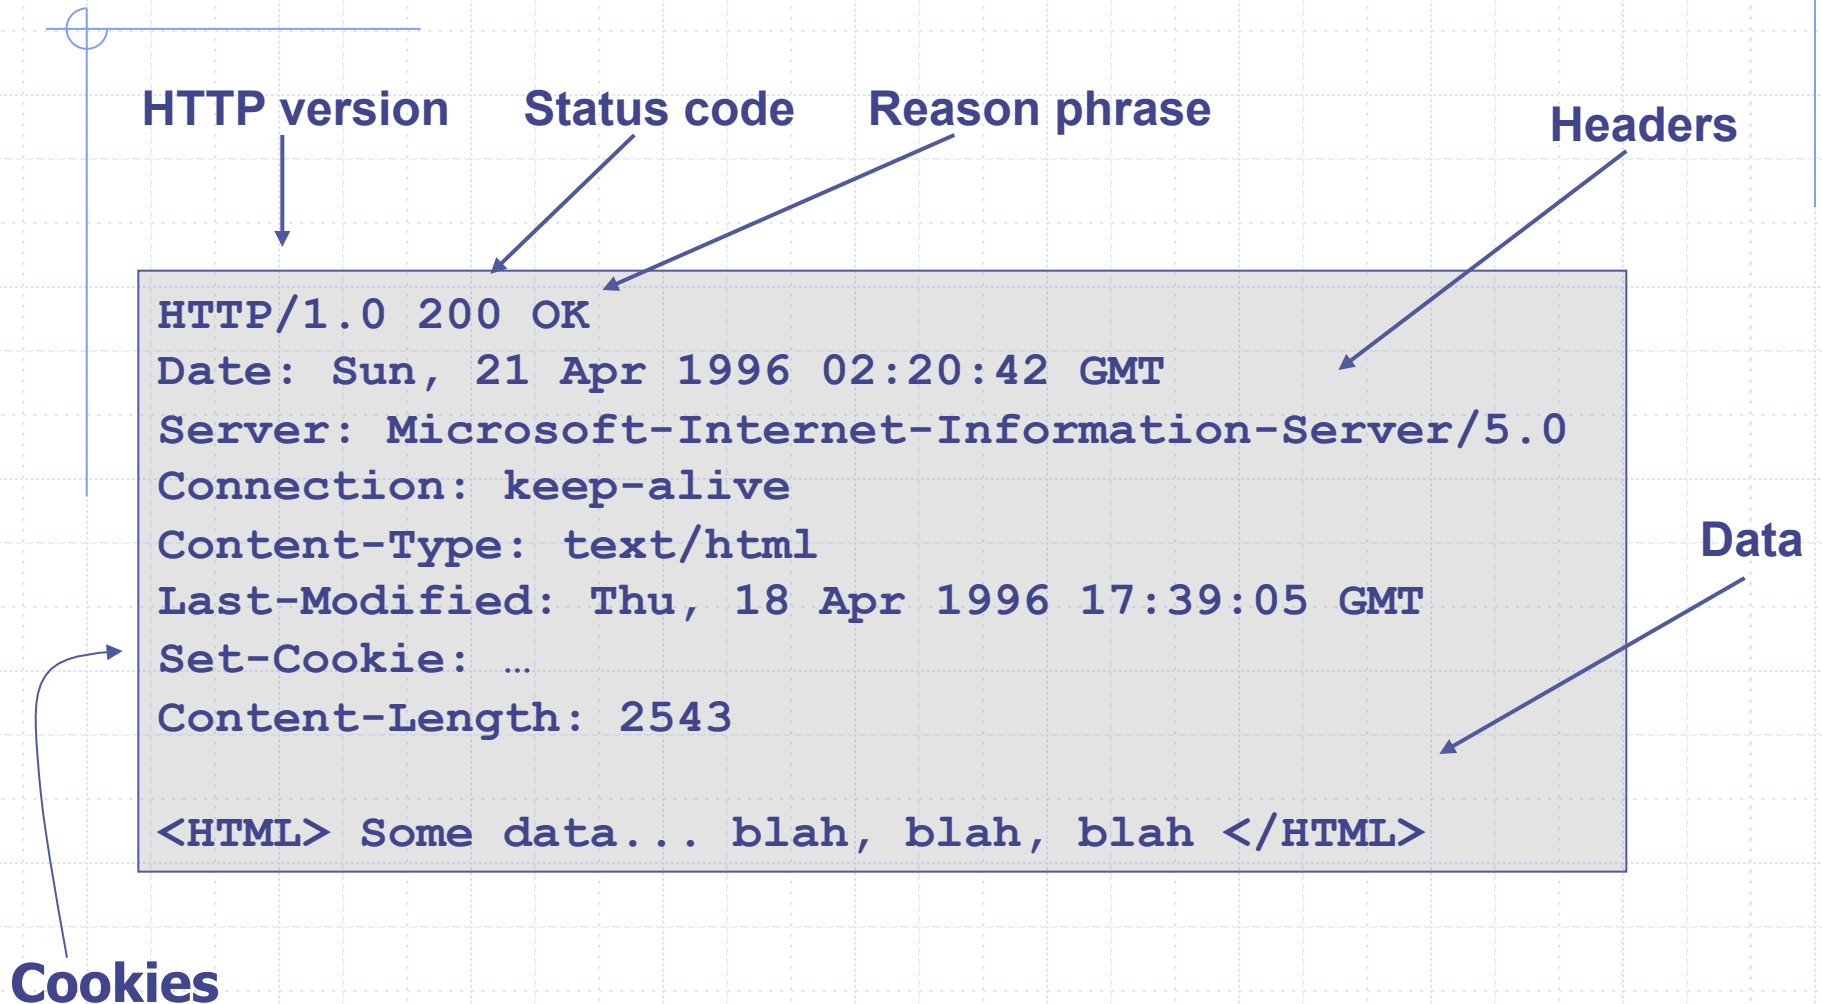 HTTP version
Status code
Reason phrase
Headers
HTTP/1.0 200 OK
Date: Sun, 21 Apr 1996 02:20:42 GMT
Server: Microsoft-Internet-Information-Server/5.0
Connection: keep-alive
Content-Type: text/html
Last-Modified: Thu, 18 Apr 1996 17:39:05 GMT
Set-Cookie: …
Content-Length: 2543
<HTML> Some data... blah, blah, blah </HTML>
Data
Cookies